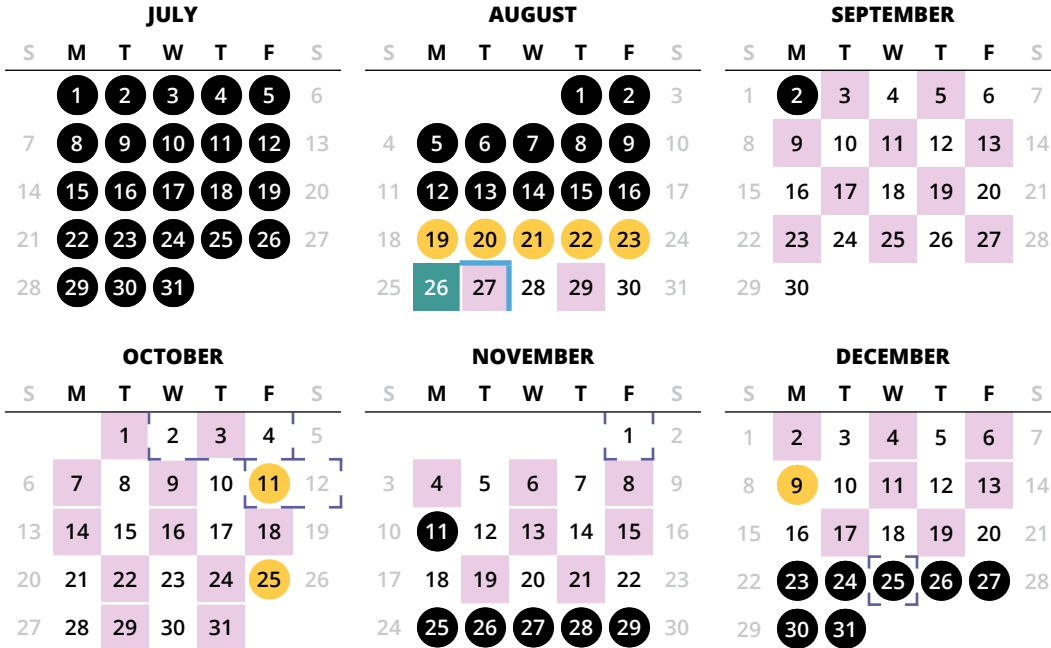 JULY
S M T W T F S
1 2 3 4 5 6
7 8 9 10 11 12 13
14 15 16 17 18 19 20
21 22 23 24 25 26 27
28 29 30 31
AUGUST
S M T W T F S
1 2 3
4 5 6 7 8 9 10
11 12 13 14 15 16 17
18 19 20 21 22 23 24
25 26 27 28 29 30 31
SEPTEMBER
S M T W T F S
1 2 3 4 5 6 7
8 9 10 11 12 13 14
15 16 17 18 19 20 21
22 23 24 25 26 27 28
29 30
OCTOBER
S M T W T F S
1 2 3 4 5
6 7 8 9 10 11 12
13 14 15 16 17 18 19
20 21 22 23 24 25 26
27 28 29 30 31
NOVEMBER
S M T W T F S
1 2
3 4 5 6 7 8 9
10 11 12 13 14 15 16
17 18 19 20 21 22 23
24 25 26 27 28 29 30
DECEMBER
S M T W T F S
1 2 3 4 5 6 7
8 9 10 11 12 13 14
15 16 17 18 19 20 21
22 23 24 25 26 27 28
29 30 31